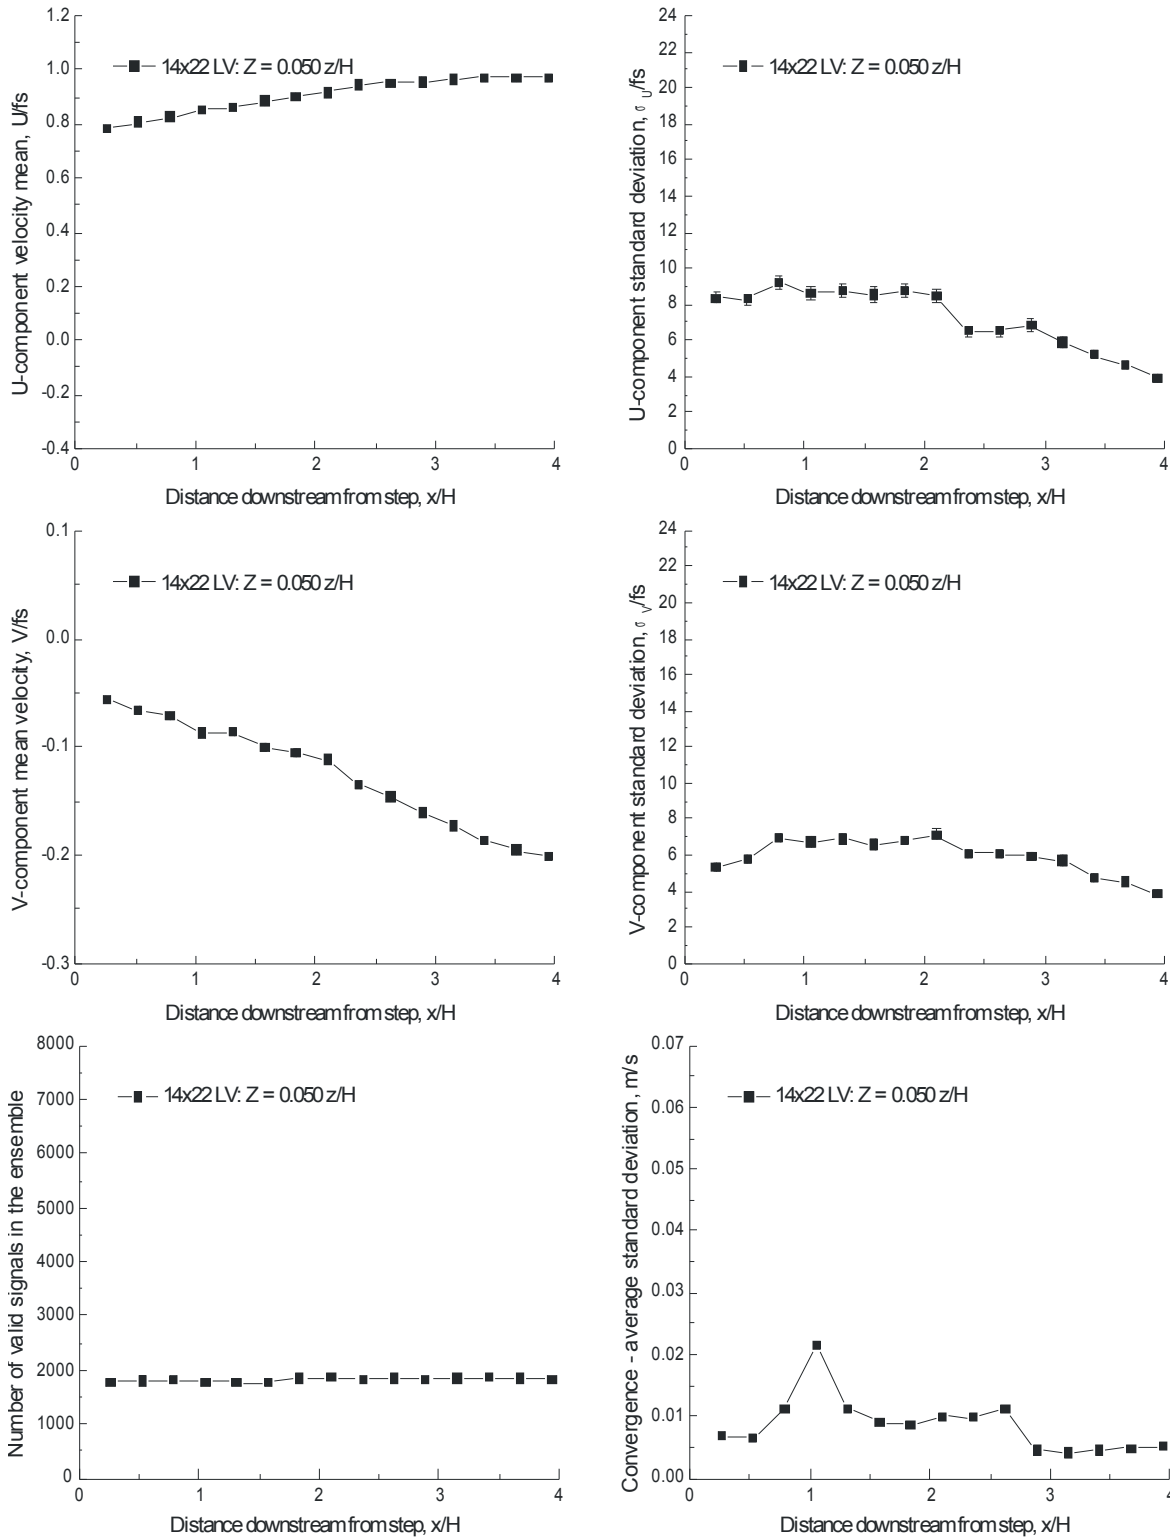 U-component velocity mean, U/fs
1.2
1.0
0.8
0.6
0.4
0.2
0.0
-0.2
-0.4
14x22 LV: Z = 0.050 z/H
0 1 2 3 4
Distance downstream from step, x/H
U-component standard deviation, σU/fs
24
22
20
18
16
14
12
10
8
6
4
2
0
14x22 LV: Z = 0.050 z/H
0 1 2 3 4
Distance downstream from step, x/H
V-component mean velocity, V/fs
0.1
0.0
-0.1
-0.2
-0.3
14x22 LV: Z = 0.050 z/H
0 1 2 3 4
Distance downstream from step, x/H
V-component standard deviation, σV/fs
24
22
20
18
16
14
12
10
8
6
4
2
0
14x22 LV: Z = 0.050 z/H
0 1 2 3 4
Distance downstream from step, x/H
Number of valid signals in the ensemble
8000
7000
6000
5000
4000
3000
2000
1000
0
14x22 LV: Z = 0.050 z/H
0 1 2 3 4
Distance downstream from step, x/H
Convergence - average standard deviation, m/s
0.07
0.06
0.05
0.04
0.03
0.02
0.01
0.00
14x22 LV: Z = 0.050 z/H
0 1 2 3 4
Distance downstream from step, x/H